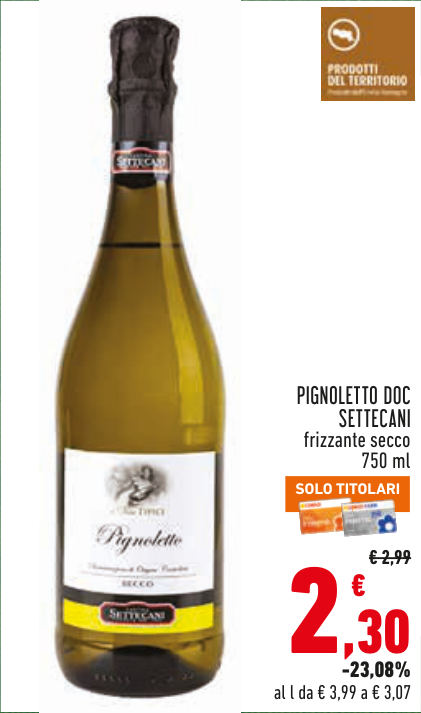 PRODOTTI
DEL TERRITORIO
SETTECANI
PIGNOLETTO DOC
SETTECANI
frizzante secco
750 ml
SOLO TITOLARI
€ 2,99
€
2,30
-23,08%
al l da € 3,99 a € 3,07
Pignoletto
SECCO
SETTECANI